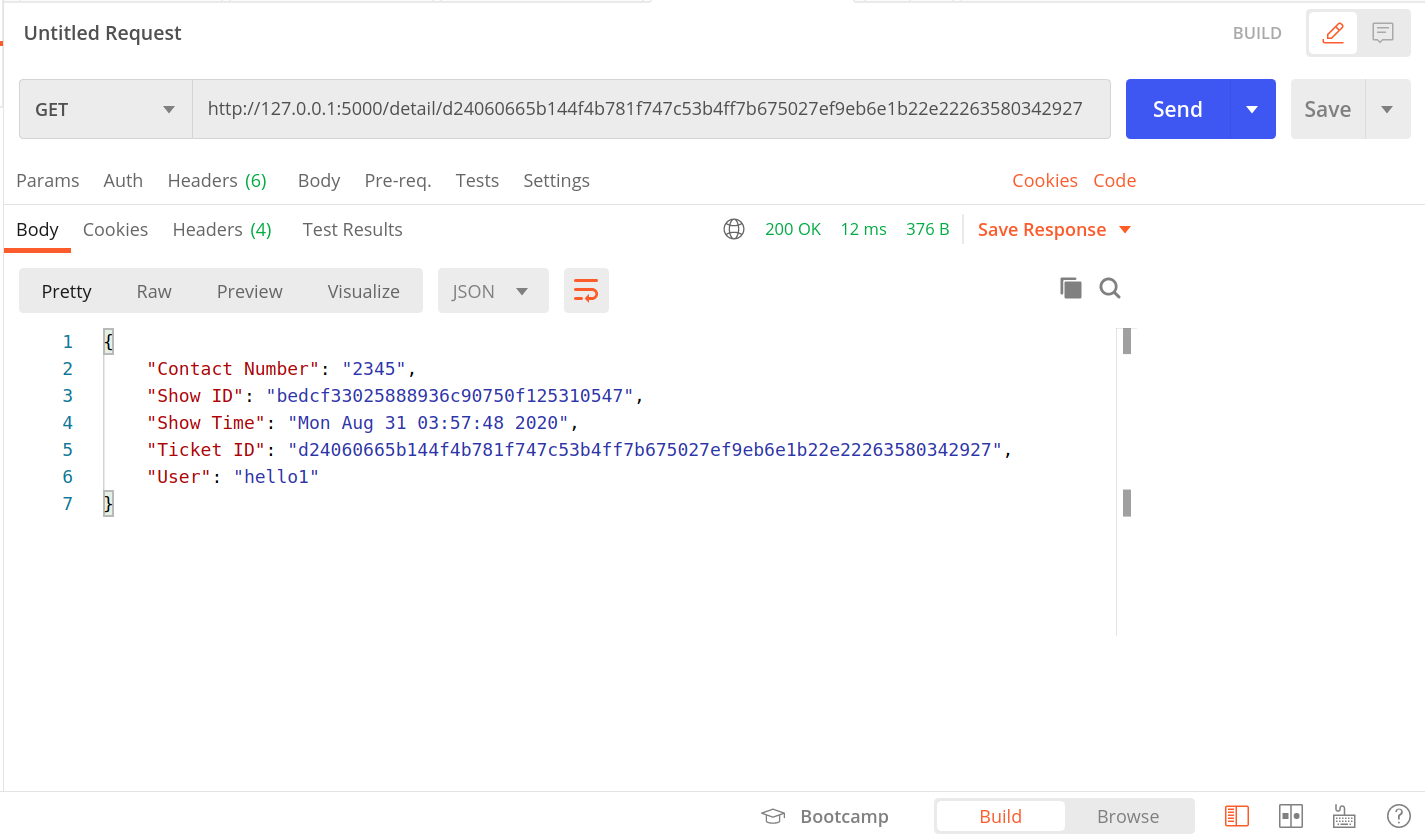 Untitled Request BUILD
GET http://127.0.0.1:5000/detail/d24060665b144f4b781f747c53b4ff7b675027ef9eb6e1b22e22263580342927 Send Save
Params Auth Headers (6) Body Pre-req. Tests Settings Cookies Code
Body Cookies Headers (4) Test Results 200 OK 12 ms 376 B Save Response
Pretty Raw Preview Visualize JSON
1 {
2 "Contact Number": "2345",
3 "Show ID": "bedcf33025888936c90750f125310547",
4 "Show Time": "Mon Aug 31 03:57:48 2020",
5 "Ticket ID": "d24060665b144f4b781f747c53b4ff7b675027ef9eb6e1b22e22263580342927",
6 "User": "hello1"
7 }
Bootcamp Build Browse